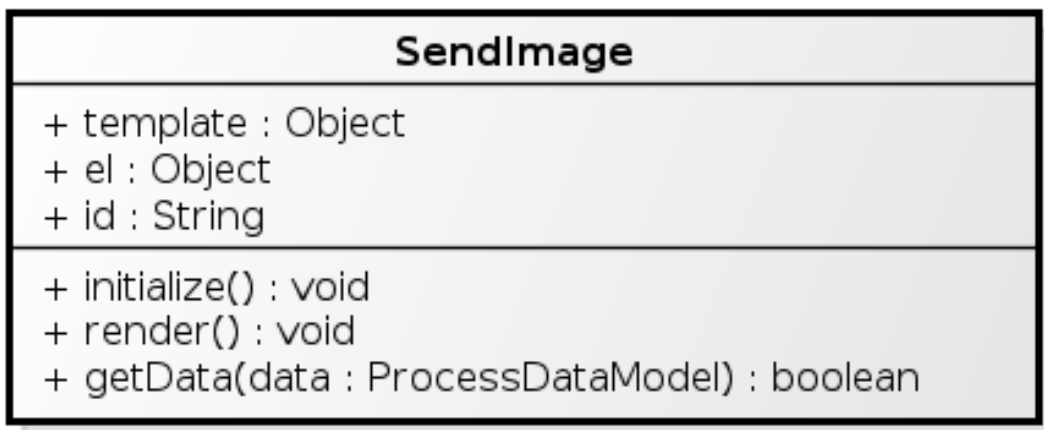 SendImage
+ template : Object
+ el : Object
+ id : String
+ initialize() : void
+ render() : void
+ getData(data : ProcessDataModel) : boolean